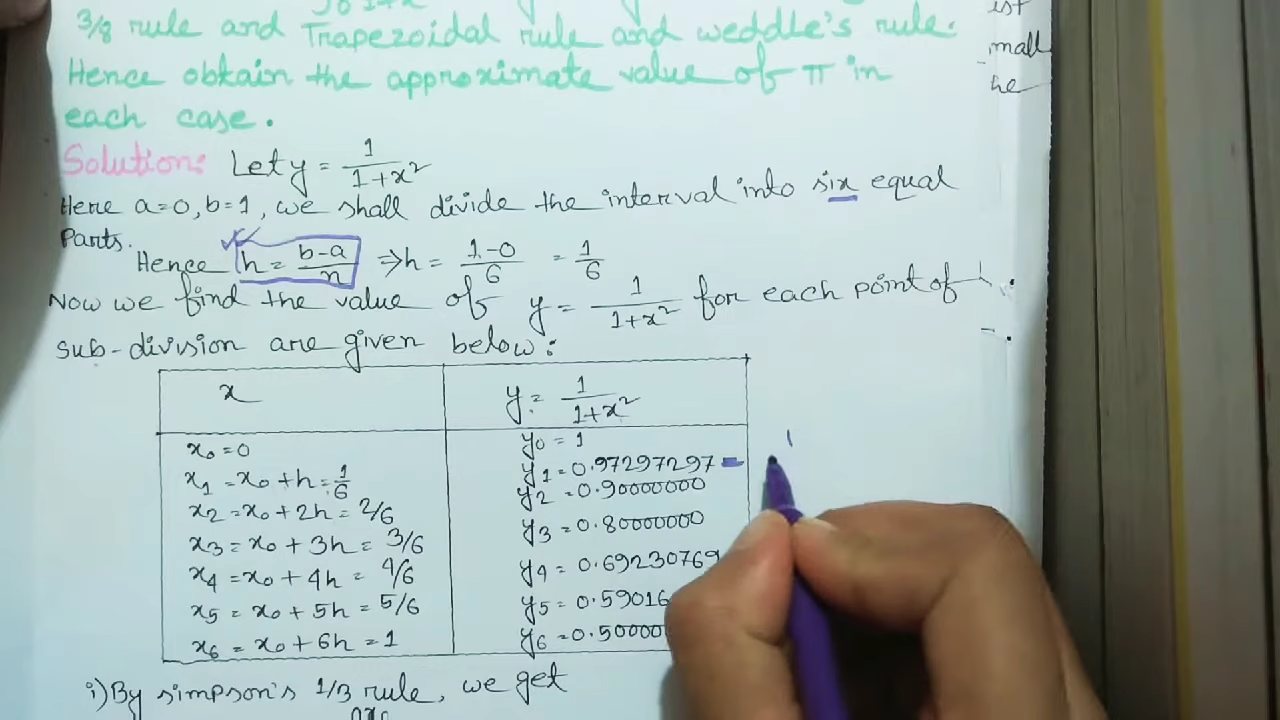 3/8 rule and Trapezoidal rule and weddle's rule.
Hence obtain the approximate value of π in
each case.
Solution: Let y = 1/(1+x²)
Here a=0, b=1, we shall divide the interval into six equal
Parts.
Hence h = (b-a)/n ⇒ h = (1-0)/6 = 1/6
Now we find the value of y = 1/(1+x²) for each point of
sub-division are given below:
x y = 1/(1+x²)
x₀ = 0 y₀ = 1
x₁ = x₀ + h = 1/6 y₁ = 0.97297297
x₂ = x₀ + 2h = 2/6 y₂ = 0.90000000
x₃ = x₀ + 3h = 3/6 y₃ = 0.80000000
x₄ = x₀ + 4h = 4/6 y₄ = 0.69230769
x₅ = x₀ + 5h = 5/6 y₅ = 0.59016
x₆ = x₀ + 6h = 1 y₆ = 0.50000
i) By simpson's 1/3 rule, we get
mall
he